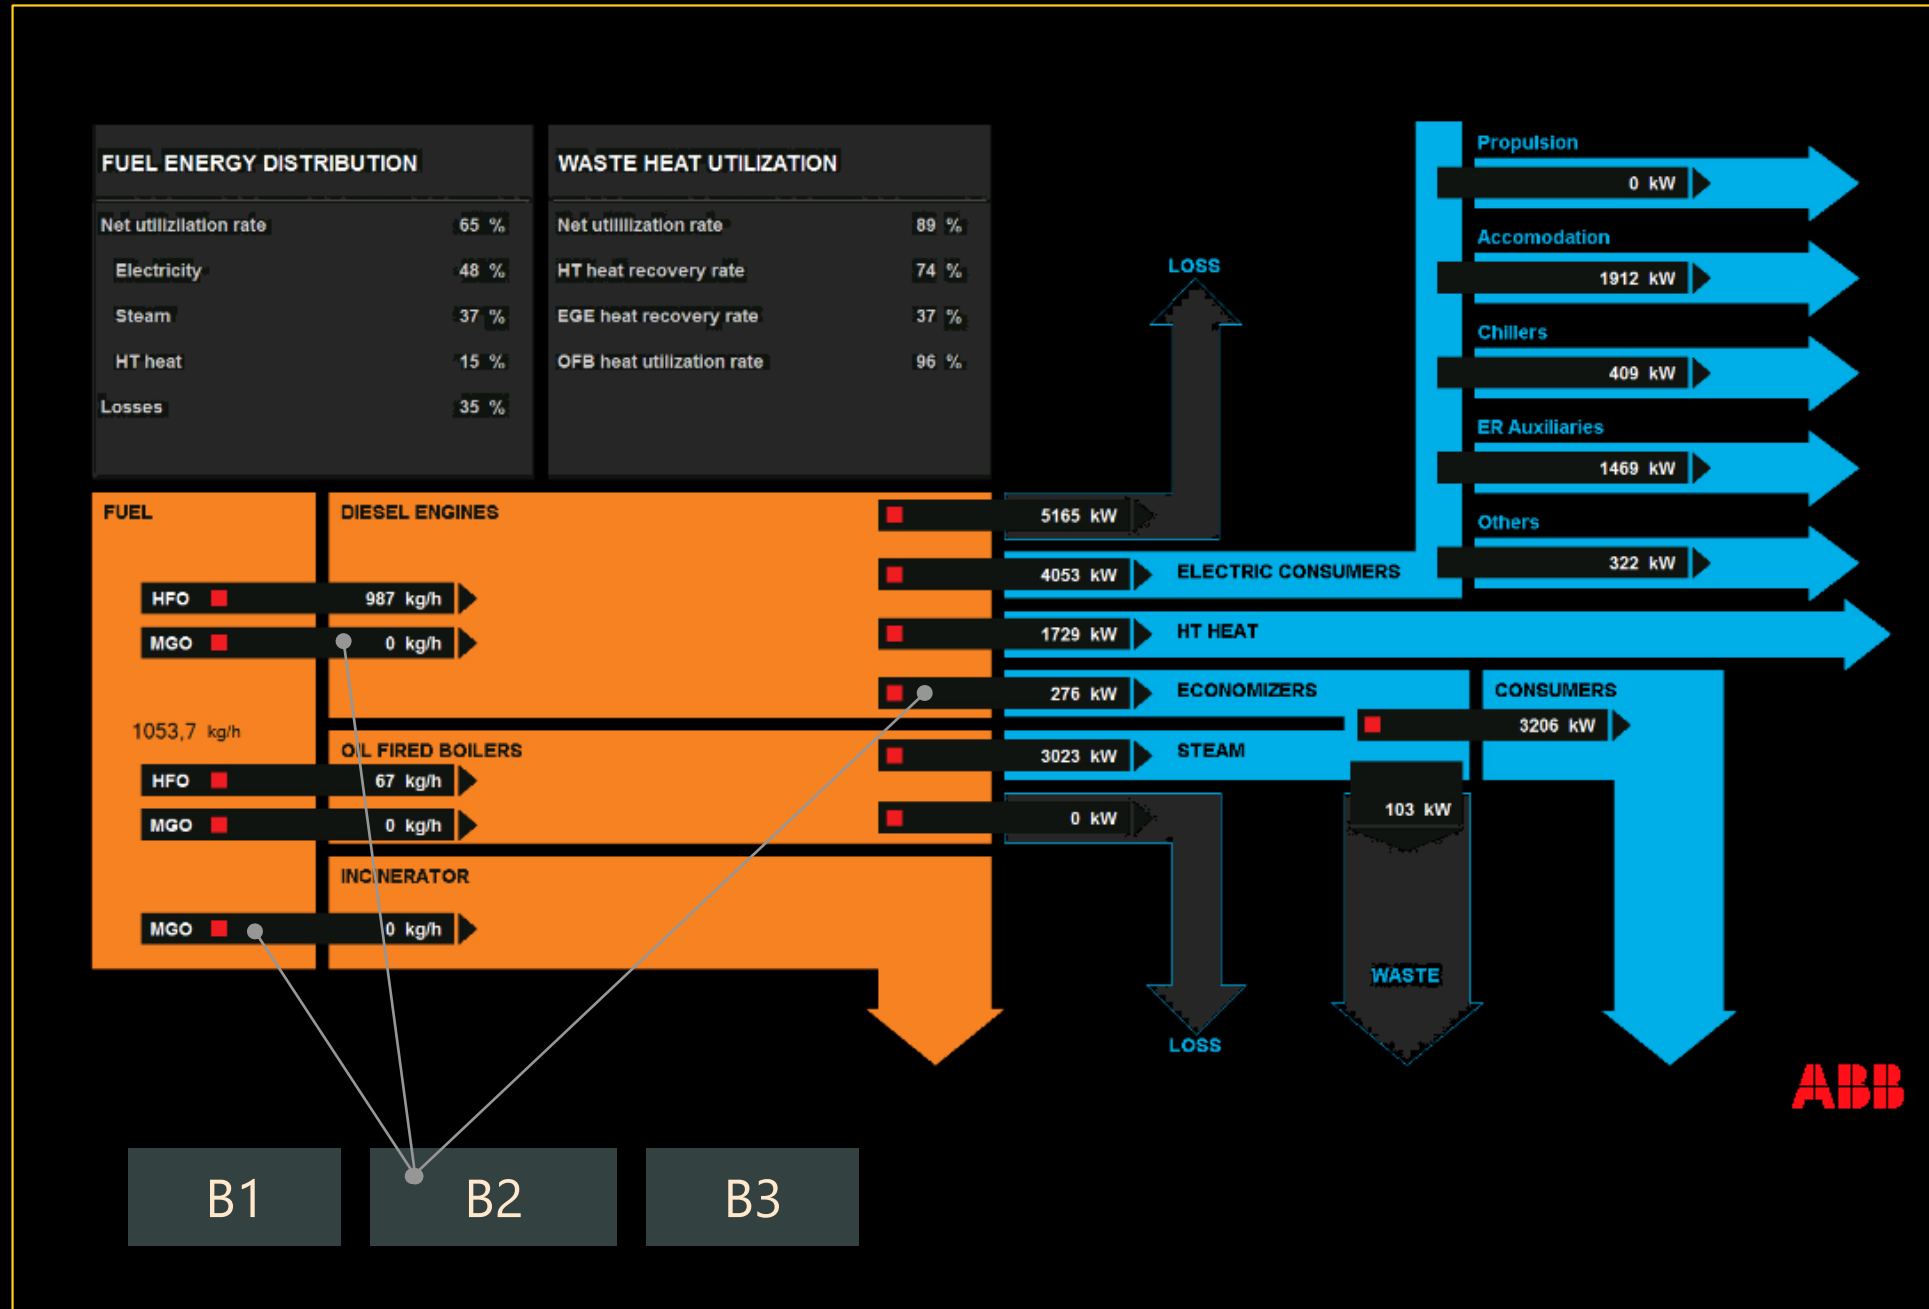 FUEL ENERGY DISTRIBUTION
Net utilizilation rate 65 %
Electricity 48 %
Steam 37 %
HT heat 15 %
Losses 35 %
WASTE HEAT UTILIZATION
Net utilllization rate 89 %
HT heat recovery rate 74 %
EGE heat recovery rate 37 %
OFB heat utilization rate 96 %
LOSS
Propulsion
0 kW
Accomodation
1912 kW
Chillers
409 kW
ER Auxiliaries
1469 kW
Others
322 kW
FUEL
DIESEL ENGINES
5165 kW
4053 kW ELECTRIC CONSUMERS
HFO 987 kg/h
MGO 0 kg/h
1729 kW HT HEAT
276 kW ECONOMIZERS
CONSUMERS
3206 kW
1053,7 kg/h
OIL FIRED BOILERS
3023 kW STEAM
HFO 67 kg/h
MGO 0 kg/h
0 kW
103 kW
INCINERATOR
MGO 0 kg/h
WASTE
LOSS
ABB
B1
B2
B3